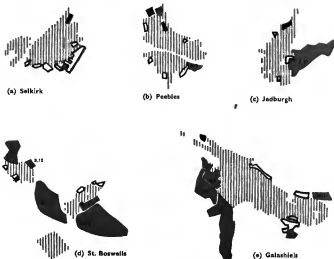 (a) Selkirk
(b) Peebles
(c) Jedburgh
(d) St. Boswells
(e) Galashiels